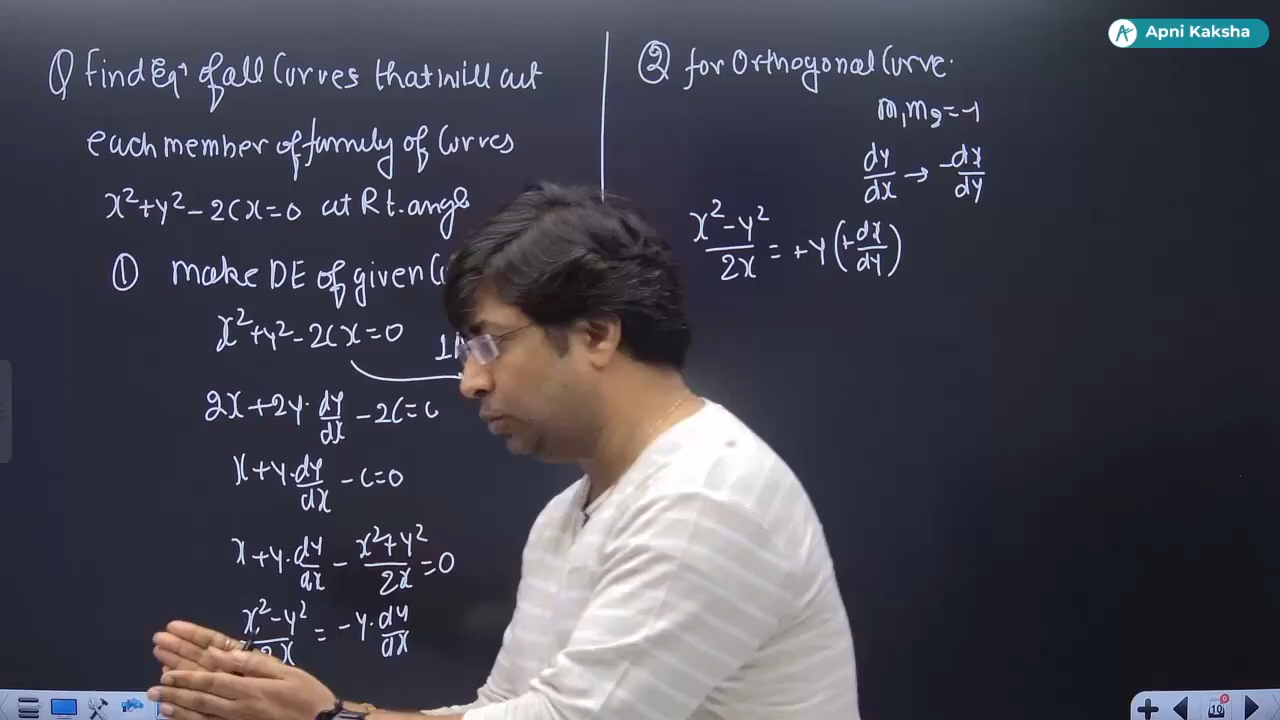 Q find Eqⁿ of all Curves that will cut
each member of family of Curves
x²+y²-2Cx=0 at Rt. angle
① make DE of given
x²+y²-2Cx=0
2x+2y.dy/dx-2C=0
x+y.dy/dx-C=0
x+y.dy/dx-x²+y²/2x=0
x²-y²/2x=-y.dy/dx
② for Orthogonal Curve.
m₁m₂=-1
dy/dx→-dx/dy
x²-y²/2x=+y(+dx/dy)
Apni Kaksha
10